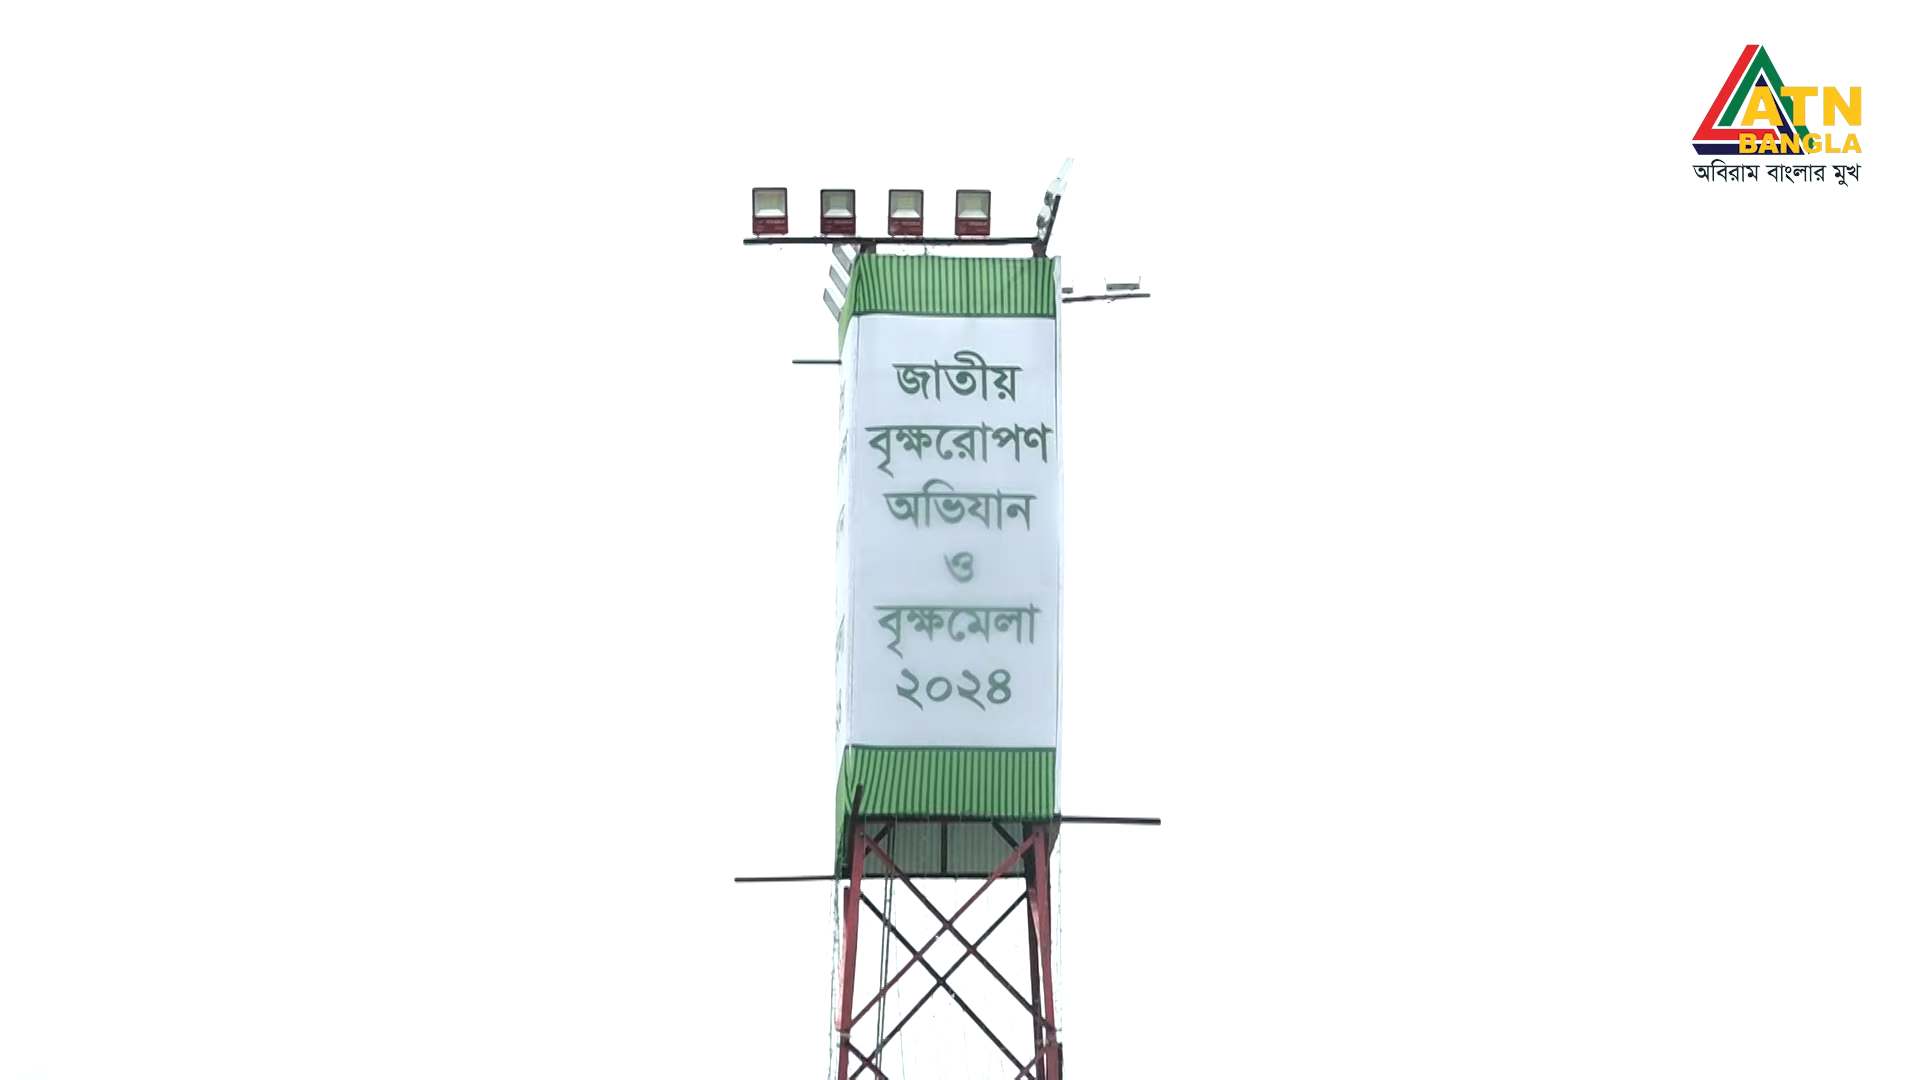 ATN
BANGLA
অবিরাম বাংলার মুখ
জাতীয়
বৃক্ষরোপণ
অভিযান
ও
বৃক্ষমেলা
২০২৪